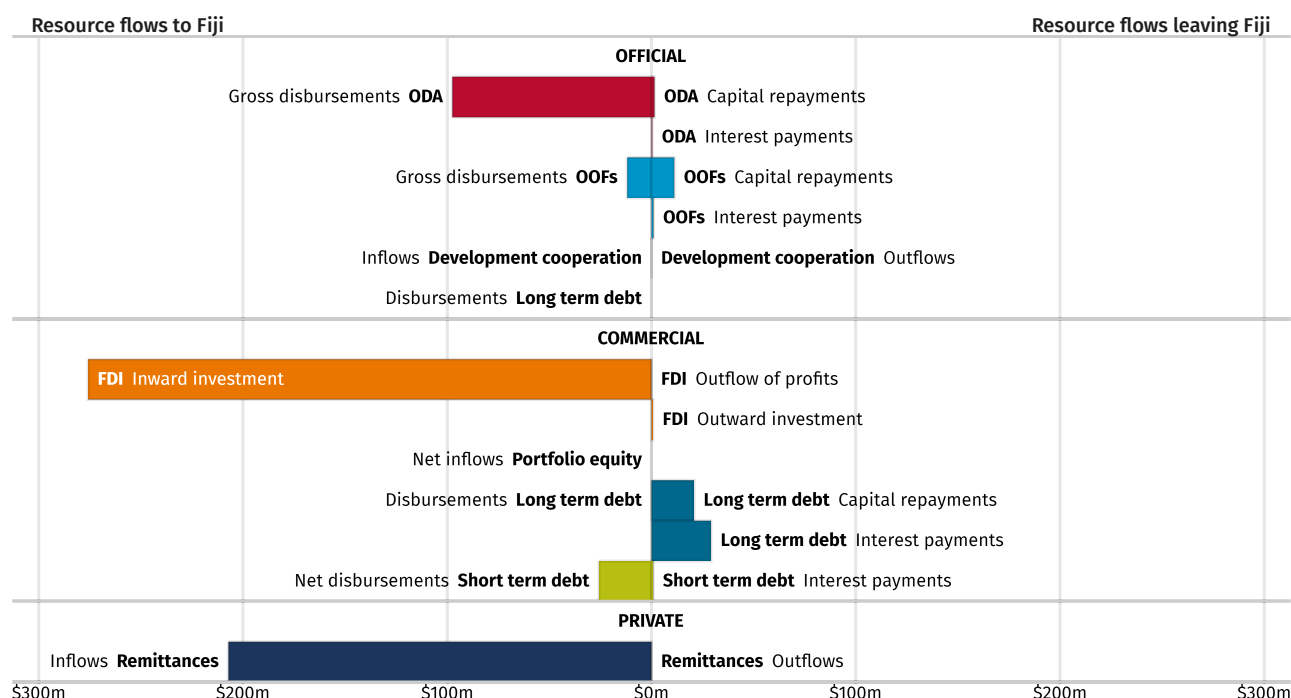 Resource flows to Fiji Resource flows leaving Fiji
OFFICIAL
Gross disbursements ODA ODA Capital repayments
ODA Interest payments
Gross disbursements OOFs OOFs Capital repayments
OOFs Interest payments
Inflows Development cooperation Development cooperation Outflows
Disbursements Long term debt
COMMERCIAL
FDI Inward investment FDI Outflow of profits
FDI Outward investment
Net inflows Portfolio equity
Disbursements Long term debt Long term debt Capital repayments
Long term debt Interest payments
Net disbursements Short term debt Short term debt Interest payments
PRIVATE
Inflows Remittances Remittances Outflows
$300m $200m $100m $0m $100m $200m $300m